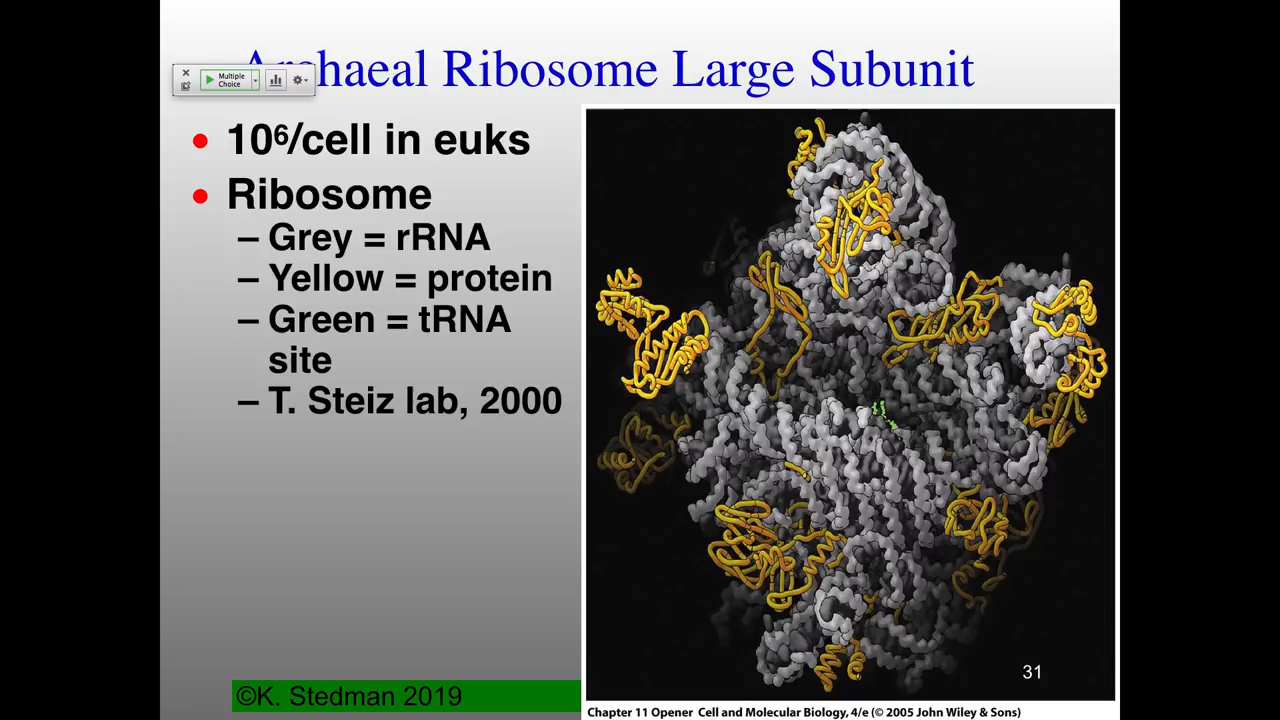 Archaeal Ribosome Large Subunit
Multiple
Choice
10⁶/cell in euks
Ribosome
– Grey = rRNA
– Yellow = protein
– Green = tRNA
site
– T. Steiz lab, 2000
31
©K. Stedman 2019
Chapter 11 Opener Cell and Molecular Biology, 4/e (© 2005 John Wiley & Sons)